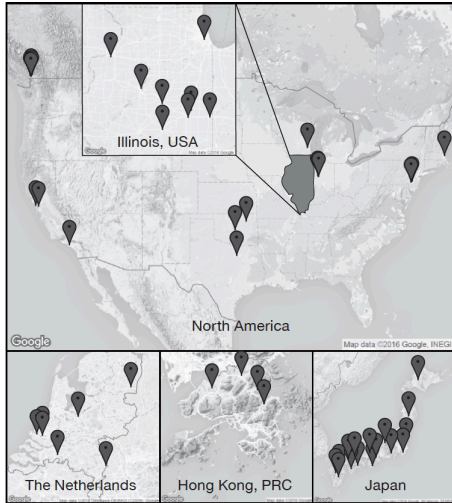 Google
Map data ©2016 Google
Illinois, USA
North America
Google
Map data ©2016 Google, INEGI
The Netherlands
Hong Kong, PRC
Japan